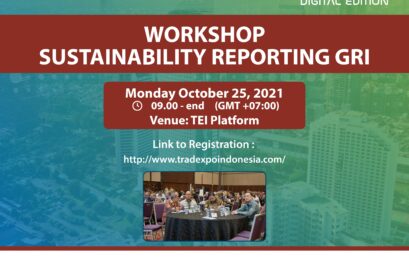 DIGITAL EDITION
WORKSHOP
SUSTAINABILITY REPORTING GRI
Monday October 25, 2021
09.00 - end (GMT +07:00)
Venue: TEI Platform
Link to Registration :
http://www.tradexpoindonesia.com/